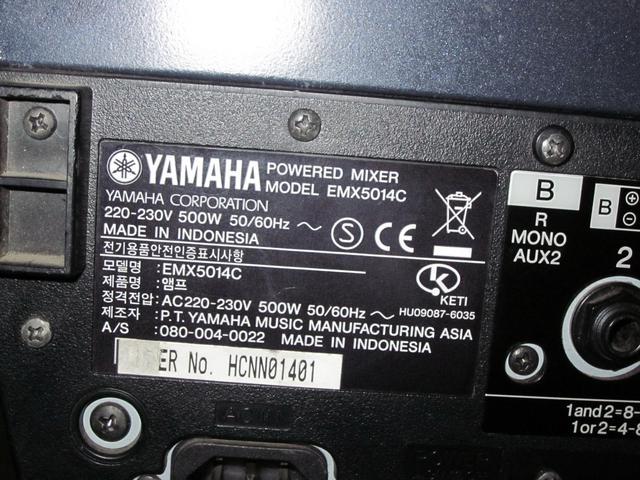 YAMAHA POWERED MIXER
MODEL EMX5014C
YAMAHA CORPORATION
220-230V 500W 50/60Hz ~
MADE IN INDONESIA
S CE
전기용품안전인증표시사항
모델명 : EMX5014C
제품명 : 앰프
정격전압 : AC220-230V 500W 50/60Hz ~
제조자 : P.T. YAMAHA MUSIC MANUFACTURING ASIA
A/S : 080-004-0022 MADE IN INDONESIA
KETI
HU09087-6035
ER No. HCNN01401
B
R
MONO
AUX2
B
2
1and2=8-
1or2=4-8